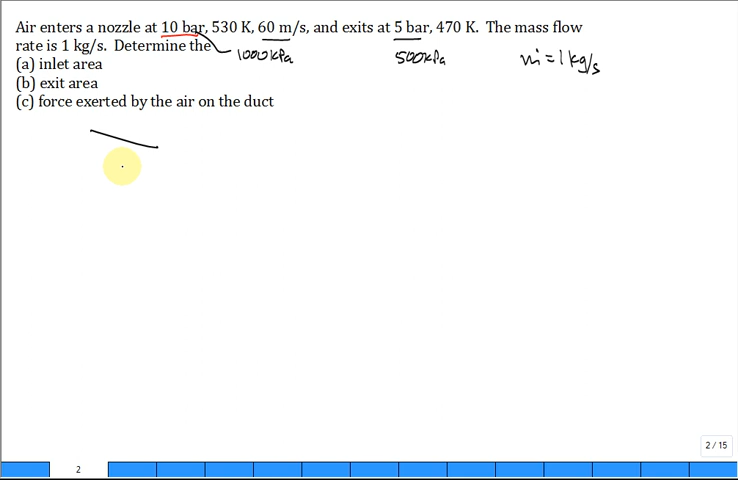 Air enters a nozzle at 10 bar, 530 K, 60 m/s, and exits at 5 bar, 470 K. The mass flow
rate is 1 kg/s. Determine the
1000kPa 500kPa ṁ=1kg/s
(a) inlet area
(b) exit area
(c) force exerted by the air on the duct
2 / 15
2